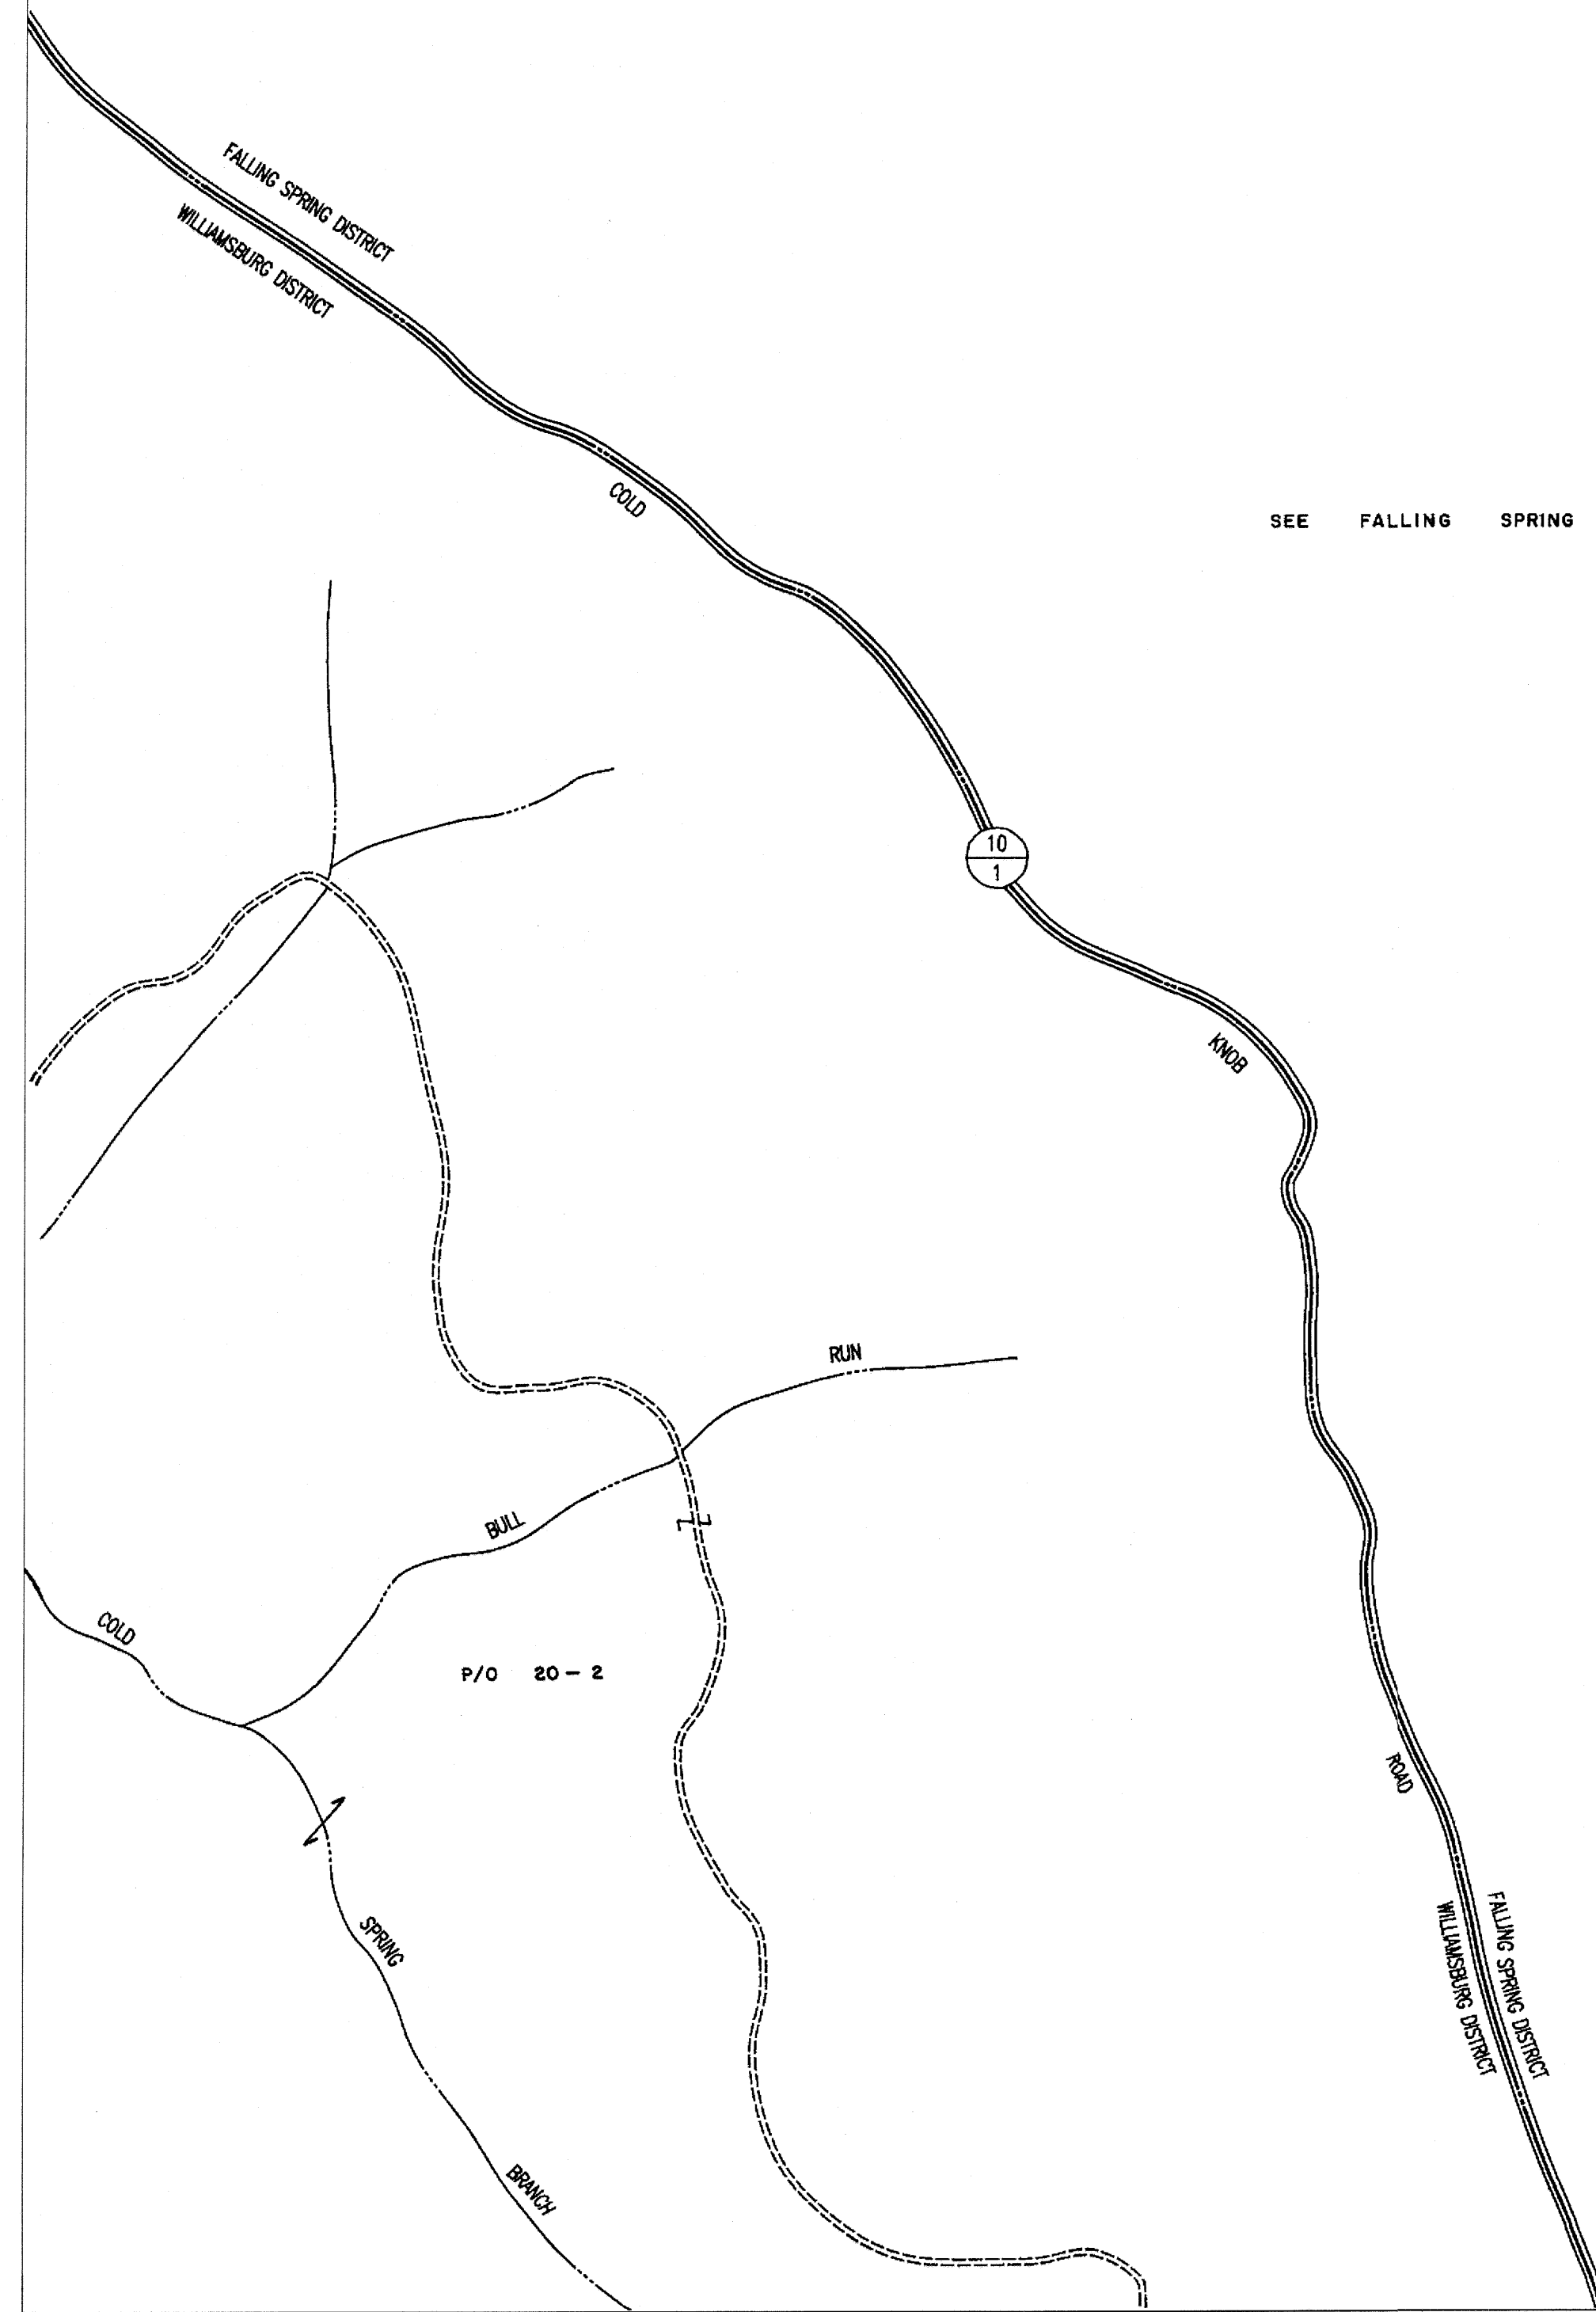 FALLING SPRING DISTRICT
WILLIAMSBURG DISTRICT
COLD
SEE FALLING SPRING
10
1
KNOB
RUN
BULL
COLD
P/O 20-2
ROAD
SPRING
FALLING SPRING DISTRICT
WILLIAMSBURG DISTRICT
BRANCH